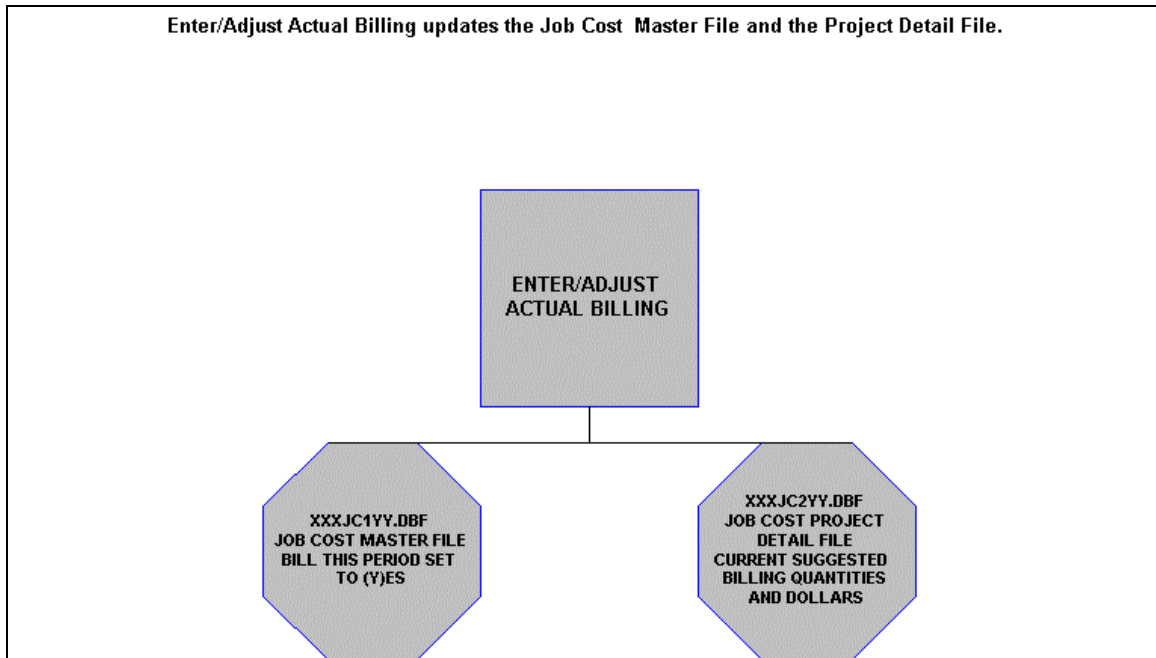 Enter/Adjust Actual Billing updates the Job Cost  Master File and the Project Detail File.
ENTER/ADJUST
ACTUAL BILLING
XXXJC1YY.DBF
JOB COST MASTER FILE
BILL THIS PERIOD SET
TO (Y)ES
XXXJC2YY.DBF
JOB COST PROJECT
DETAIL FILE
CURRENT SUGGESTED
BILLING QUANTITIES
AND DOLLARS